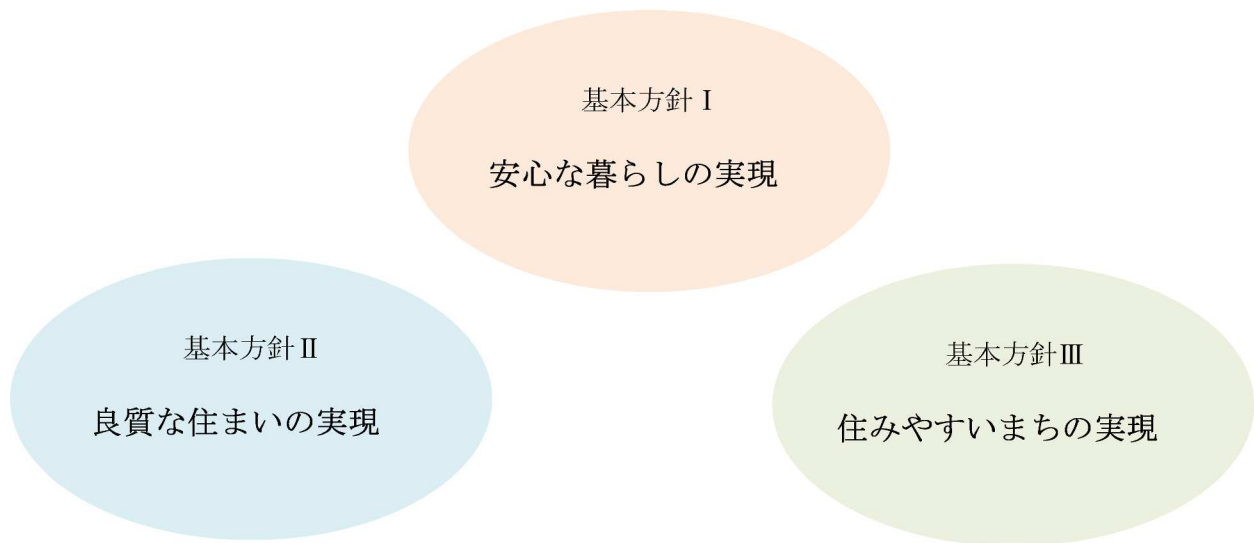 基本方針Ⅰ
安心な暮らしの実現
基本方針Ⅱ
良質な住まいの実現
基本方針Ⅲ
住みやすいまちの実現